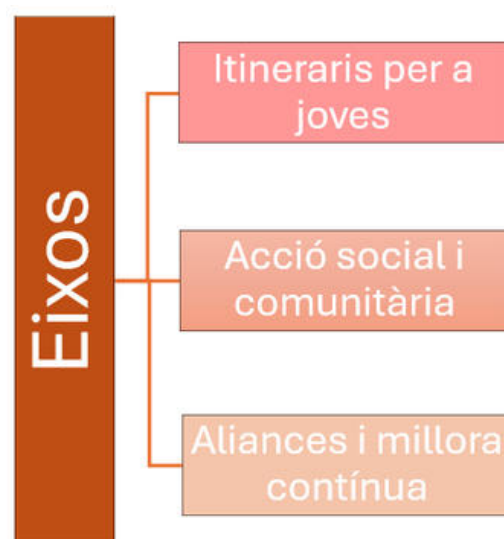 Eixos
Itineraris per a
joves
Acció social i
comunitària
Aliances i millora
contínua